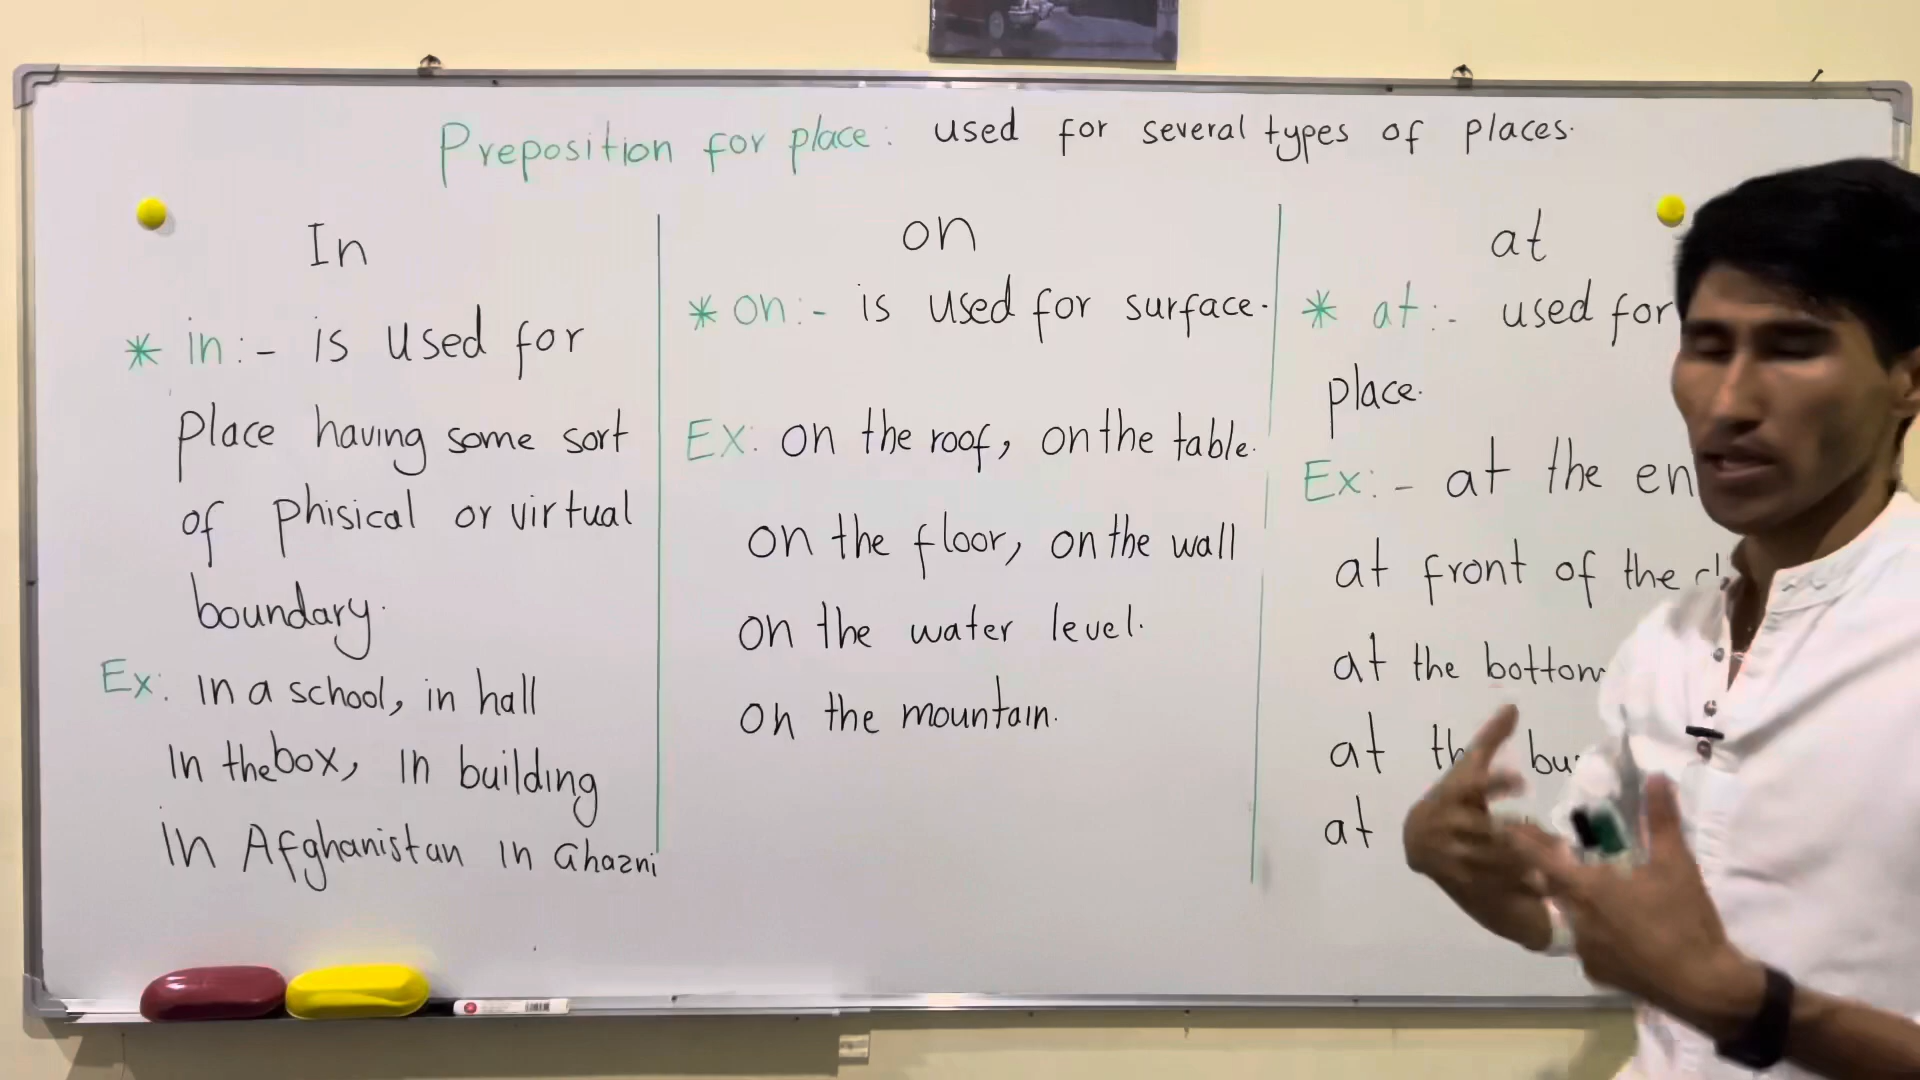 Preposition for place: used for several types of places.
In
* in:- is used for
place having some sort
of phisical or virtual
boundary.
Ex: in a school, in hall
in the box, in building
in Afghanistan in Ghazni
on
* on:- is used for surface.
Ex: on the roof, on the table.
on the floor, on the wall
on the water level.
on the mountain.
at
* at:- used for
place.
Ex:- at the
at front of the
at the bottom
at
at